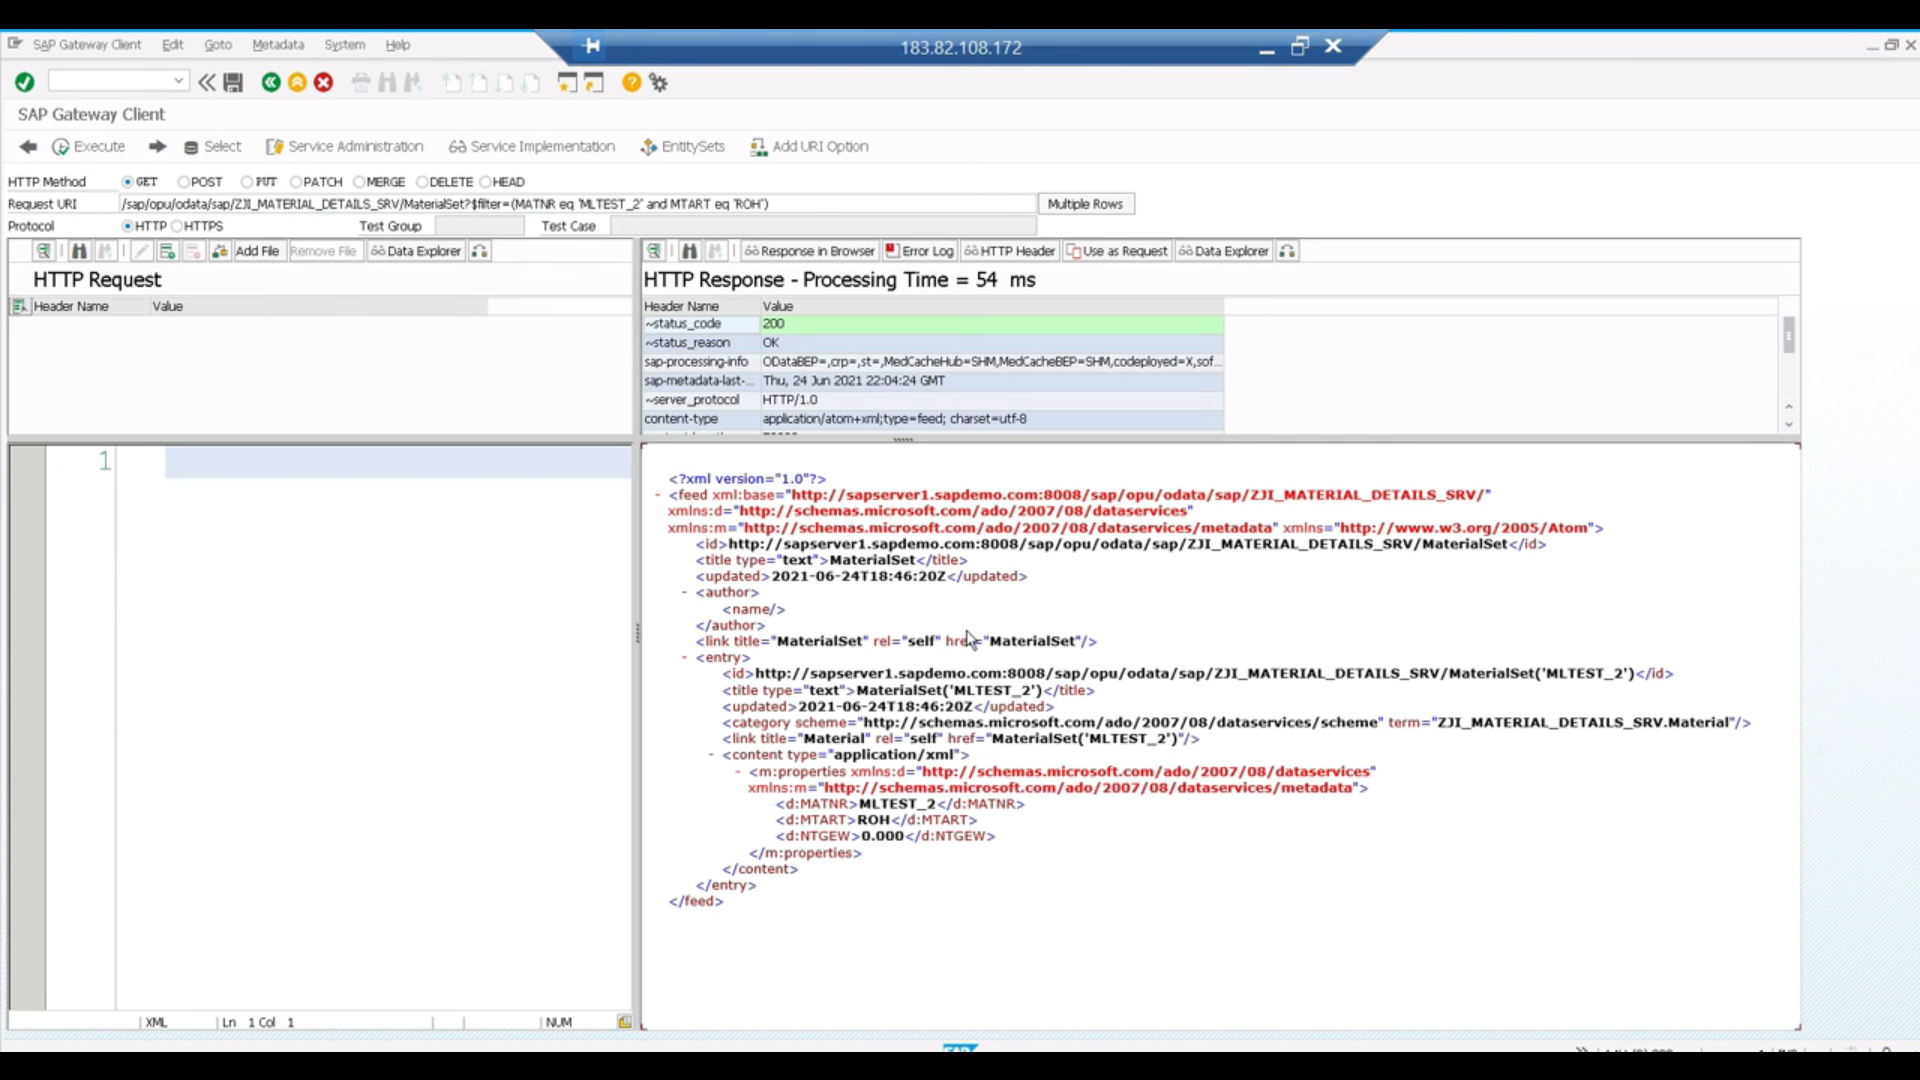 183.82.108.172
SAP Gateway Client Edit Goto Metadata System Help
SAP Gateway Client
Execute Select Service Administration Service Implementation EntitySets Add URI Option
HTTP Method GET POST PUT PATCH MERGE DELETE HEAD
Request URI /sap/opu/odata/sap/ZJI_MATERIAL_DETAILS_SRV/MaterialSet?$filter=(MATNR eq 'MLTEST_2' and MTART eq 'ROH') Multiple Rows
Protocol HTTP HTTPS Test Group Test Case
Add File Remove File Data Explorer
HTTP Request
Header Name Value
1
XML Ln 1 Col 1 NUM
Response in Browser Error Log HTTP Header Use as Request Data Explorer
HTTP Response - Processing Time = 54 ms
Header Name Value
~status_code 200
~status_reason OK
sap-processing-info ODataBEP=,crp=,st=,MedCacheHub=SHM,MedCacheBEP=SHM,codeployed=X,sof...
sap-metadata-last-... Thu, 24 Jun 2021 22:04:24 GMT
~server_protocol HTTP/1.0
content-type application/atom+xml;type=feed; charset=utf-8
<?xml version="1.0"?>
- <feed xml:base="http://sapserver1.sapdemo.com:8008/sap/opu/odata/sap/ZJI_MATERIAL_DETAILS_SRV/"
xmlns:d="http://schemas.microsoft.com/ado/2007/08/dataservices"
xmlns:m="http://schemas.microsoft.com/ado/2007/08/dataservices/metadata" xmlns="http://www.w3.org/2005/Atom">
<id>http://sapserver1.sapdemo.com:8008/sap/opu/odata/sap/ZJI_MATERIAL_DETAILS_SRV/MaterialSet</id>
<title type="text">MaterialSet</title>
<updated>2021-06-24T18:46:20Z</updated>
- <author>
<name/>
</author>
<link title="MaterialSet" rel="self" href="MaterialSet"/>
- <entry>
<id>http://sapserver1.sapdemo.com:8008/sap/opu/odata/sap/ZJI_MATERIAL_DETAILS_SRV/MaterialSet('MLTEST_2')</id>
<title type="text">MaterialSet('MLTEST_2')</title>
<updated>2021-06-24T18:46:20Z</updated>
<category scheme="http://schemas.microsoft.com/ado/2007/08/dataservices/scheme" term="ZJI_MATERIAL_DETAILS_SRV.Material"/>
<link title="Material" rel="self" href="MaterialSet('MLTEST_2')"/>
- <content type="application/xml">
- <m:properties xmlns:d="http://schemas.microsoft.com/ado/2007/08/dataservices"
xmlns:m="http://schemas.microsoft.com/ado/2007/08/dataservices/metadata">
<d:MATNR>MLTEST_2</d:MATNR>
<d:MTART>ROH</d:MTART>
<d:NTGEW>0.000</d:NTGEW>
</m:properties>
</content>
</entry>
</feed>
SAP